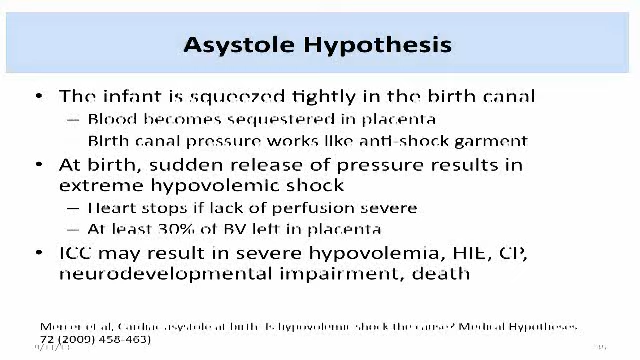 Asystole Hypothesis
• The infant is squeezed tightly in the birth canal
– Blood becomes sequestered in placenta
Birth canal pressure works like anti-shock garment
• At birth, sudden release of pressure results in
extreme hypovolemic shock
– Heart stops if lack of perfusion severe
– At least 30% of BV left in placenta
• ICC may result in severe hypovolemia, HIE, CP,
neurodevelopmental impairment, death
Mercer et al, Cardiac asystole at birth: Is hypovolemic shock the cause? Medical Hypotheses
72 (2009) 458-463)